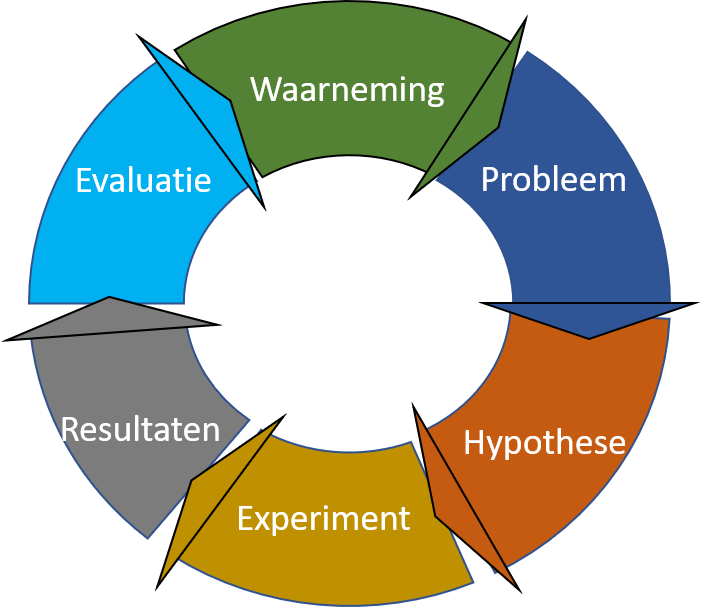 Waarneming
Probleem
Hypothese
Experiment
Resultaten
Evaluatie